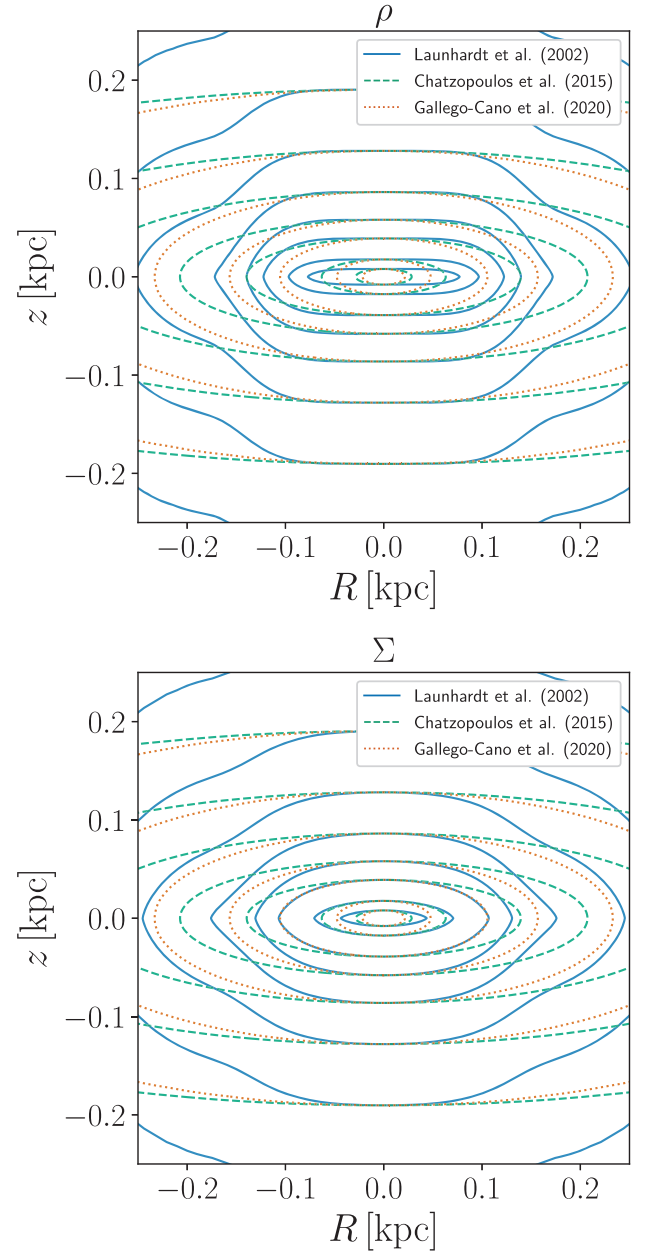 ρ
Launhardt et al. (2002)
Chatzopoulos et al. (2015)
Gallego-Cano et al. (2020)
0.2
0.1
0.0
−0.1
−0.2
z [kpc]
−0.2 −0.1 0.0 0.1 0.2
R [kpc]
Σ
Launhardt et al. (2002)
Chatzopoulos et al. (2015)
Gallego-Cano et al. (2020)
0.2
0.1
0.0
−0.1
−0.2
z [kpc]
−0.2 −0.1 0.0 0.1 0.2
R [kpc]